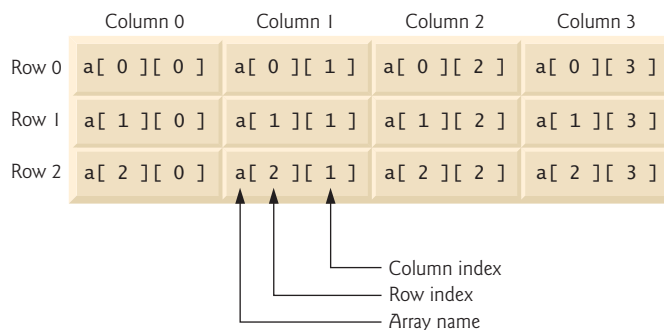 Column 0 Column 1 Column 2 Column 3
Row 0 a[ 0 ][ 0 ] a[ 0 ][ 1 ] a[ 0 ][ 2 ] a[ 0 ][ 3 ]
Row 1 a[ 1 ][ 0 ] a[ 1 ][ 1 ] a[ 1 ][ 2 ] a[ 1 ][ 3 ]
Row 2 a[ 2 ][ 0 ] a[ 2 ][ 1 ] a[ 2 ][ 2 ] a[ 2 ][ 3 ]
Column index
Row index
Array name